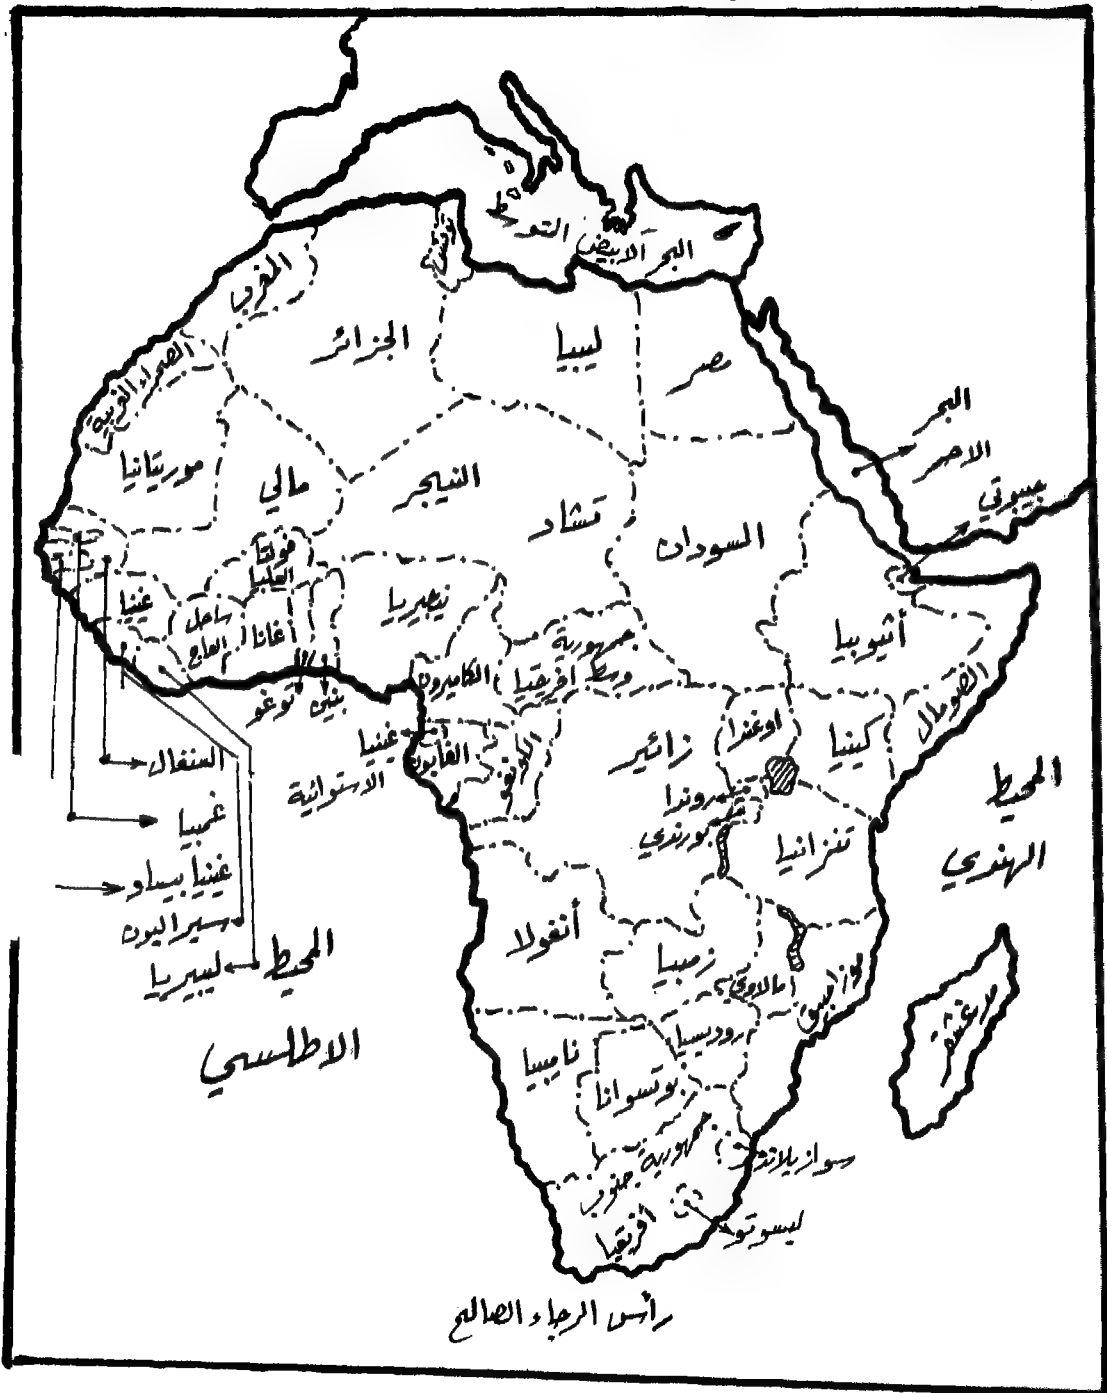 البحر الابيض
التوسط
تونس
المغرب
الجزائر
ليبيا
مصر
الصحراء الغربية
البحر
الاحمر
جيبوتي
موريتانيا
مالي
النيجر
تشاد
السودان
فولتا
العليا
غينيا
ساحل
العاج
غانا
نيجيريا
جمهورية
وسط افريقيا
أثيوبيا
الصومال
الكاميرون
توغو
بنين
غينيا
الاستوائية
الغابون
الكونغو
زائير
اوغندا
كينيا
روندا
بورندي
تنزانيا
المحيط
الهندي
السنغال
غمبيا
غينيا بيساو
سيراليون
ليبيريا
المحيط
الاطلسي
أنغولا
زمبيا
مالاوي
موزامبيق
مدغشقر
ناميبيا
روديسيا
بوتسوانا
جمهورية
جنوب
أفريقيا
سوازيلاند
ليسوتو
رأس الرجاء الصالح